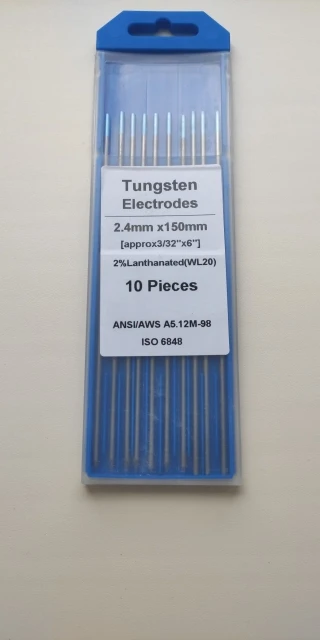 Tungsten
Electrodes
2.4mm x150mm
[approx3/32"x6"]
2%Lanthanated(WL20)
10 Pieces
ANSI/AWS A5.12M-98
ISO 6848